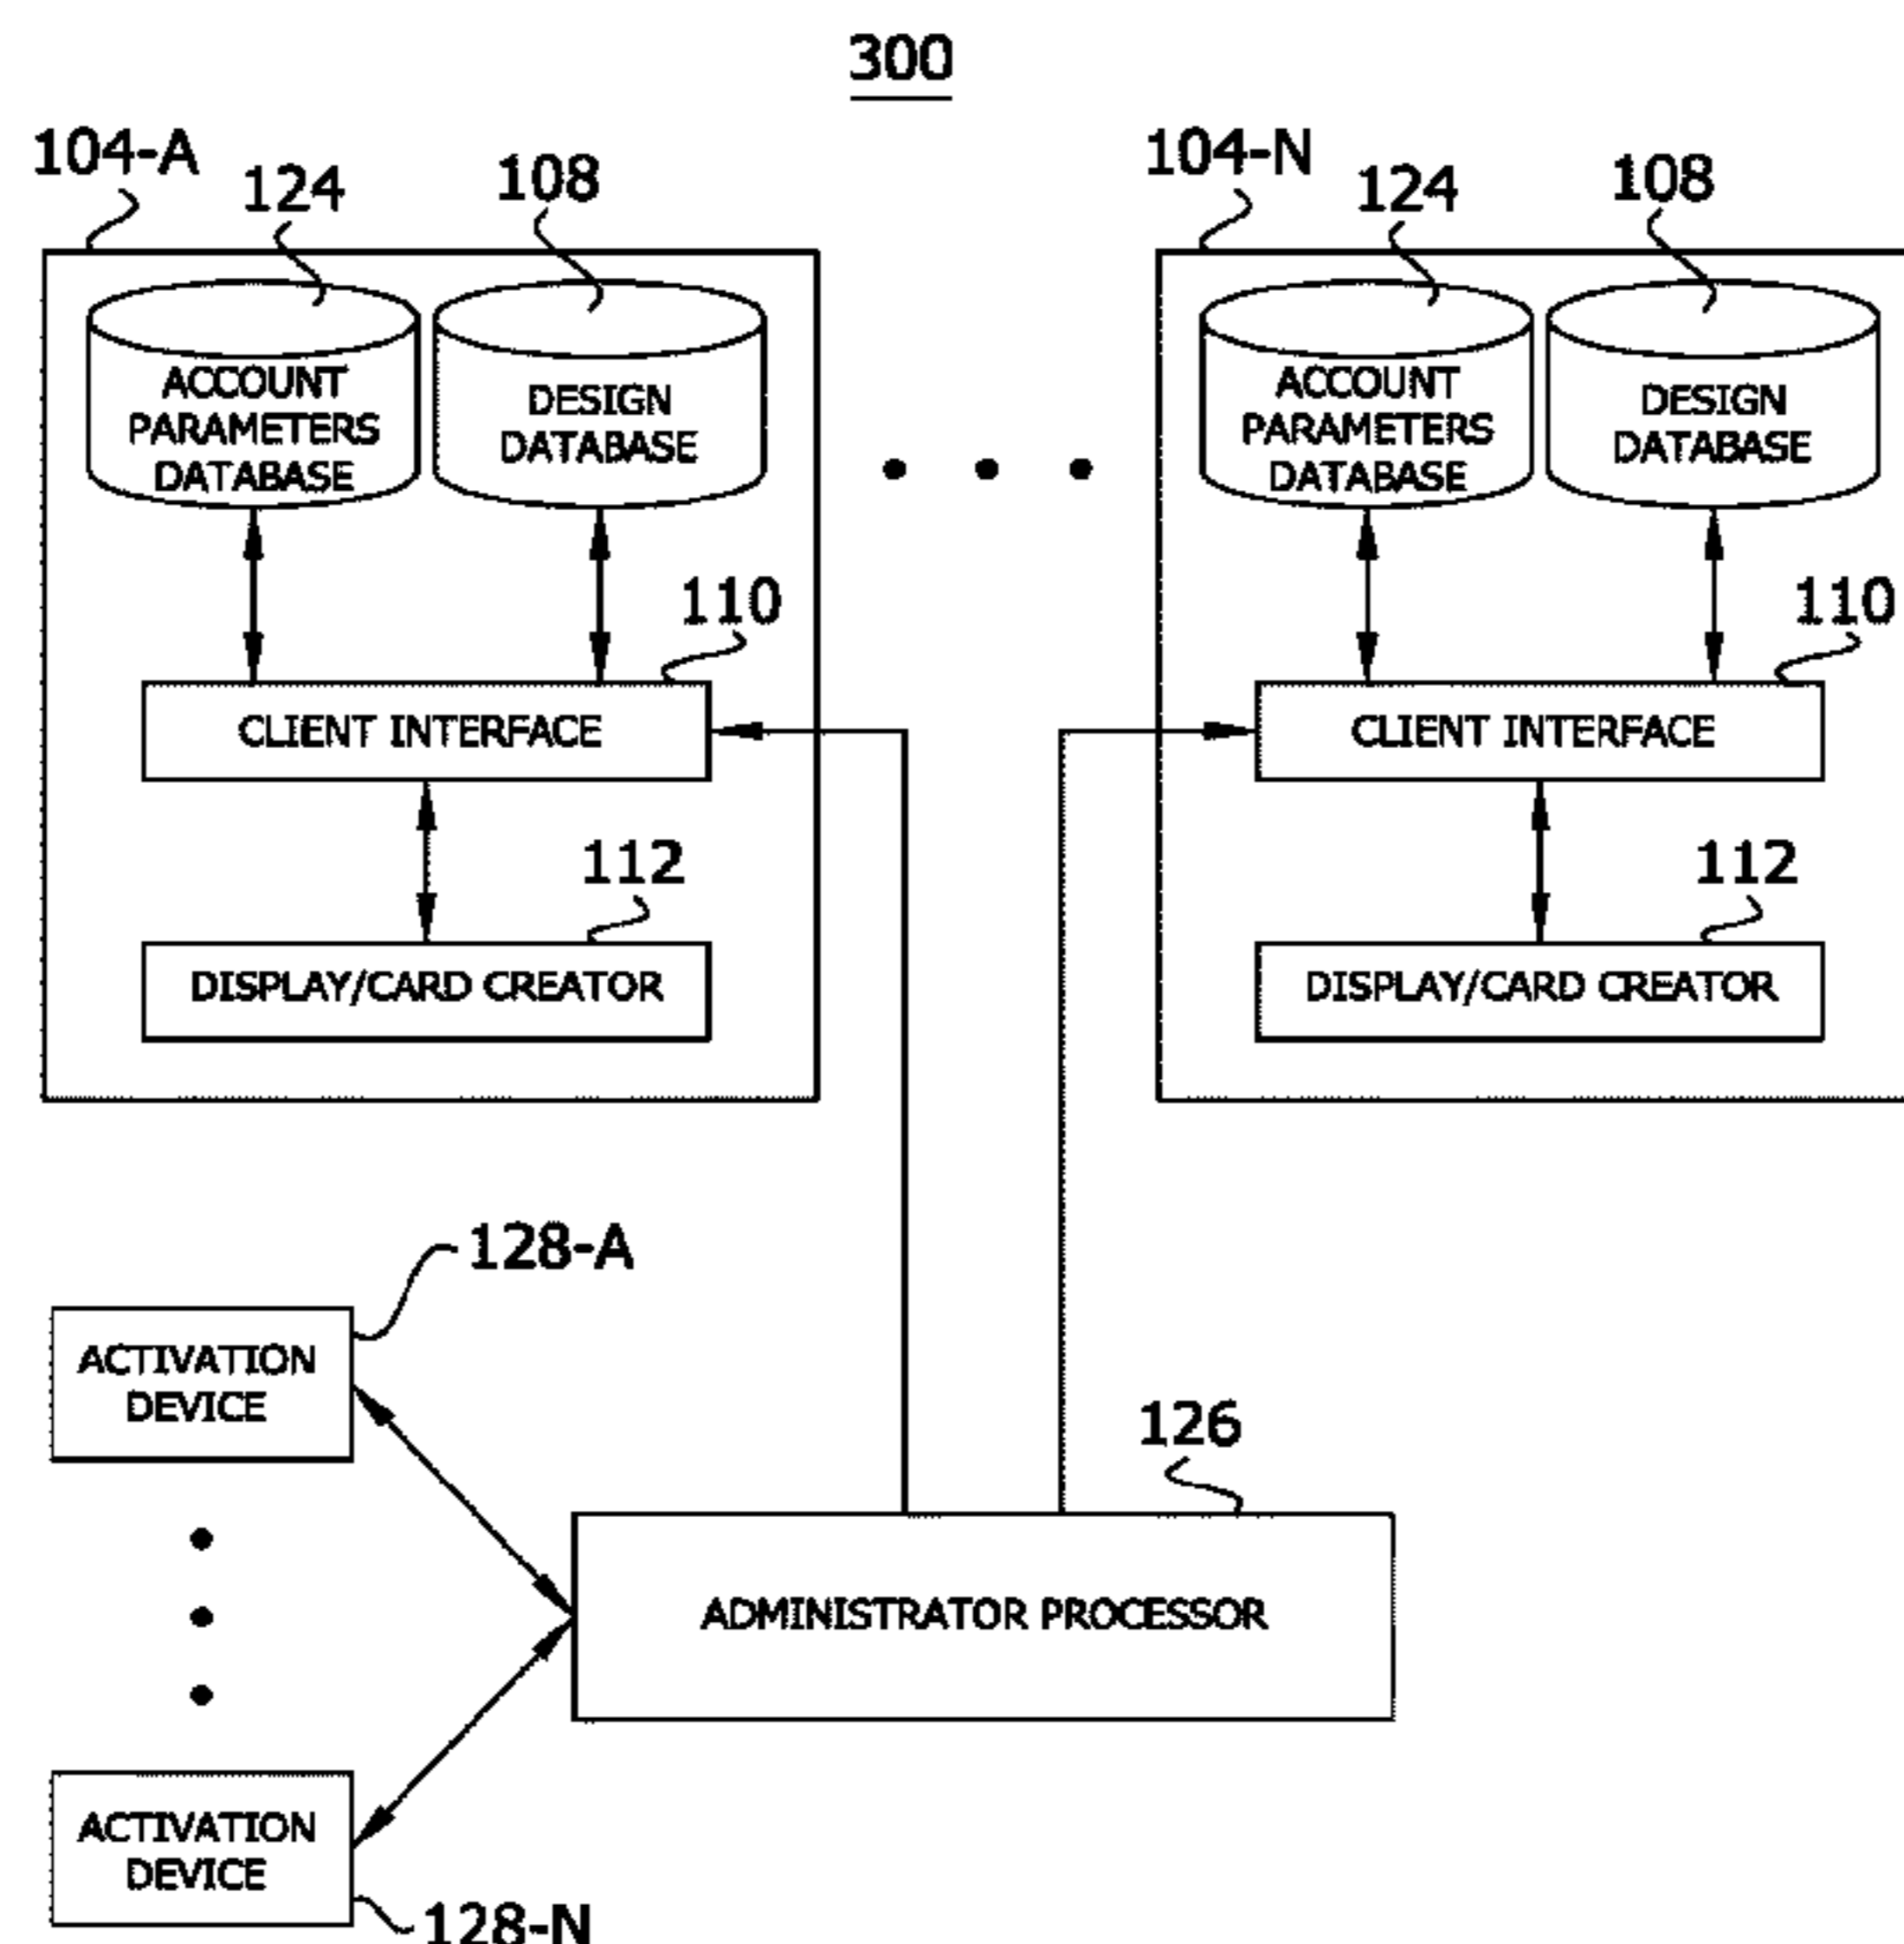 300
104-A
124
108
104-N
124
108
ACCOUNT
PARAMETERS
DATABASE
DESIGN
DATABASE
ACCOUNT
PARAMETERS
DATABASE
DESIGN
DATABASE
110
110
CLIENT INTERFACE
CLIENT INTERFACE
112
112
DISPLAY/CARD CREATOR
DISPLAY/CARD CREATOR
128-A
ACTIVATION
DEVICE
126
ADMINISTRATOR PROCESSOR
ACTIVATION
DEVICE
128-N